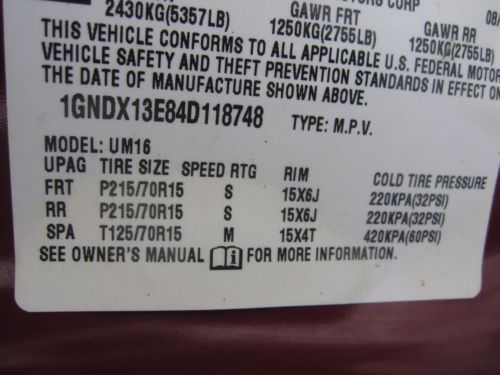 ORS CORP
GAWR FRT GAWR RR
2430KG(5357LB) 1250KG(2755LB) 1250KG(2755LB)
THIS VEHICLE CONFORMS TO ALL APPLICABLE U.S. FEDERAL MOTOR
VEHICLE SAFETY AND THEFT PREVENTION STANDARDS IN EFFECT ON
THE DATE OF MANUFACTURE SHOWN ABOVE.
1GNDX13E84D118748 TYPE: M.P.V.
MODEL: UM16
UPAG TIRE SIZE SPEED RTG RIM COLD TIRE PRESSURE
FRT P215/70R15 S 15X6J 220KPA(32PSI)
RR P215/70R15 S 15X6J 220KPA(32PSI)
SPA T125/70R15 M 15X4T 420KPA(60PSI)
SEE OWNER'S MANUAL i FOR MORE INFORMATION.